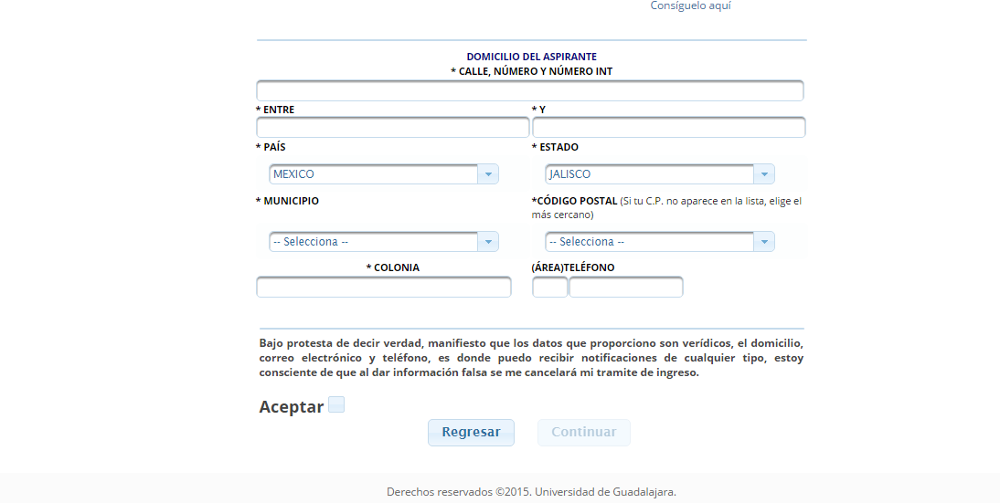 Consíguelo aquí
DOMICILIO DEL ASPIRANTE
* CALLE, NÚMERO Y NÚMERO INT
* ENTRE
* Y
* PAÍS
* ESTADO
MEXICO
JALISCO
* MUNICIPIO
*CÓDIGO POSTAL (Si tu C.P. no aparece en la lista, elige el
más cercano)
-- Selecciona --
-- Selecciona --
* COLONIA
(ÁREA)TELÉFONO
Bajo protesta de decir verdad, manifiesto que los datos que proporciono son verídicos, el domicilio,
correo electrónico y teléfono, es donde puedo recibir notificaciones de cualquier tipo, estoy
consciente de que al dar información falsa se me cancelará mi tramite de ingreso.
Aceptar
Regresar
Continuar
Derechos reservados ©2015. Universidad de Guadalajara.